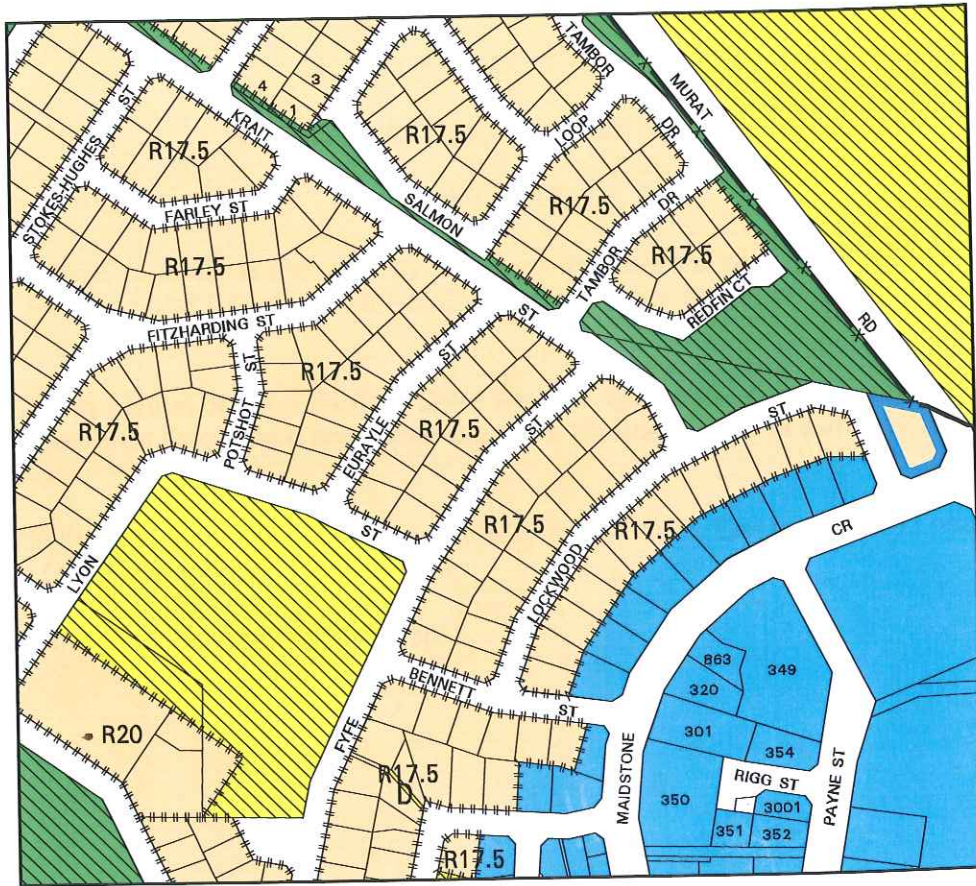 TAMBOR
MURAT
RD
4
3
1
KRAIT
ST
STOKES-HUGHES
R17.5
R17.5
LOOP
DR
FARLEY ST
SALMON
ST
R17.5
TAMBOR
DR
R17.5
R17.5
REDFIN CT
FITZHARDING ST
POTSHOT ST
R17.5
R17.5
EURAYLE ST
R17.5
ST
R17.5
LOCKWOOD ST
R17.5
LYON
ST
CR
863
349
320
BENNETT
ST
301
354
R20
FYFE
R17.5
D
MAIDSTONE
RIGG ST
PAYNE ST
350
3001
351
352
R17.5